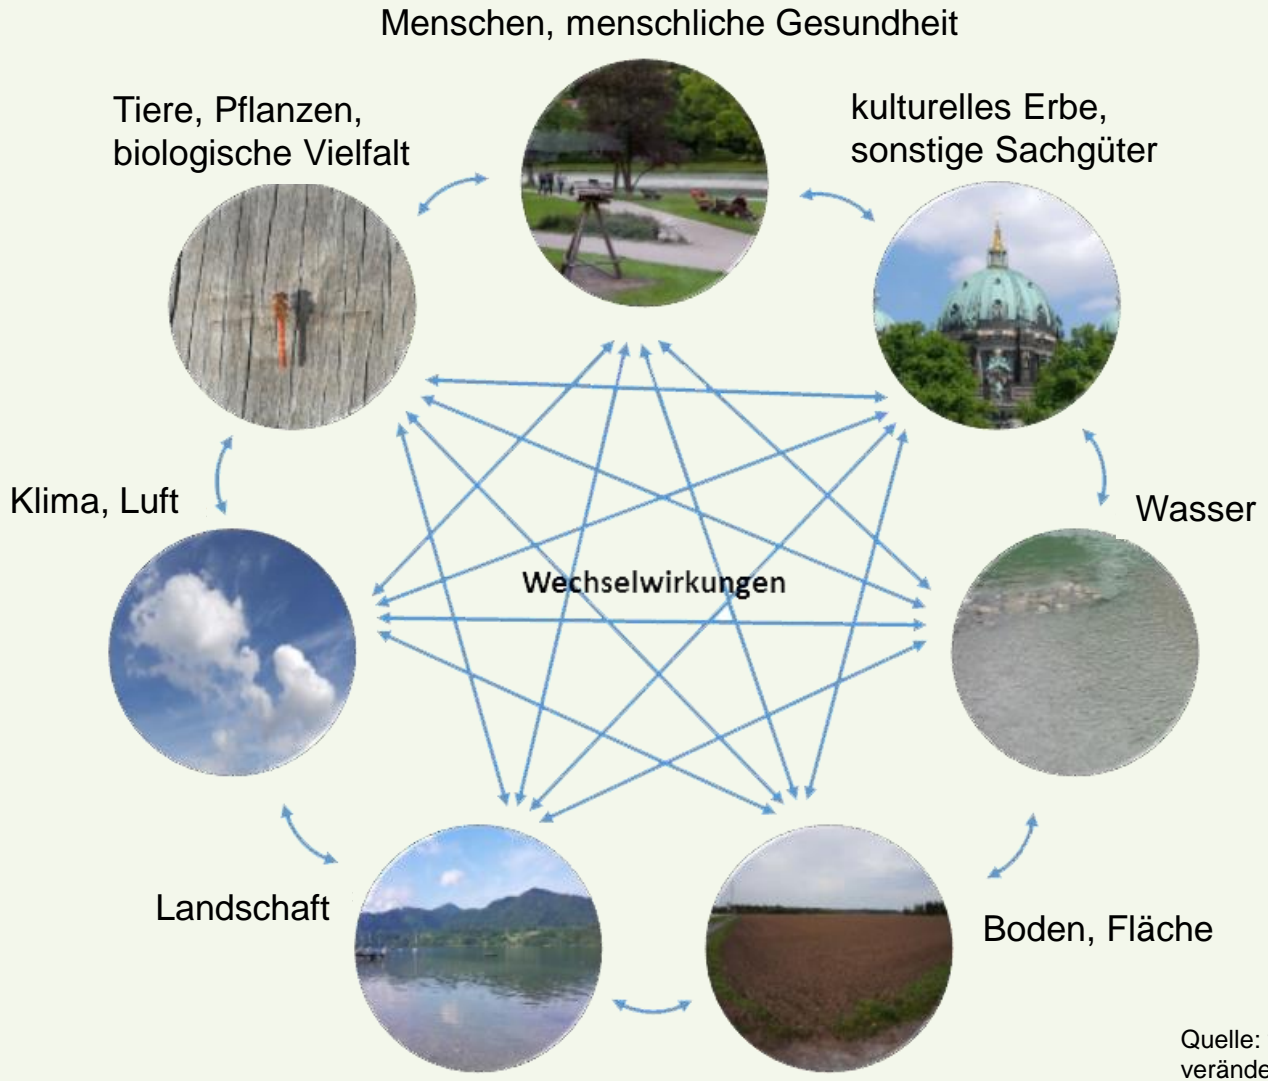 Menschen, menschliche Gesundheit
Tiere, Pflanzen,
biologische Vielfalt
kulturelles Erbe,
sonstige Sachgüter
Klima, Luft
Wasser
Wechselwirkungen
Landschaft
Boden, Fläche
Quelle: